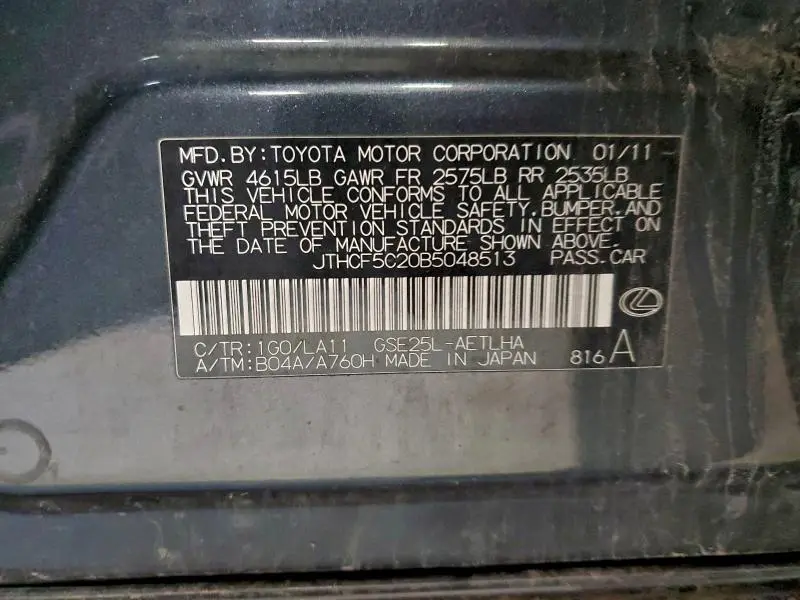 MFD.BY:TOYOTA MOTOR CORPORATION 01/11
GVWR 4615LB GAWR FR 2575LB RR 2535LB
THIS VEHICLE CONFORMS TO ALL APPLICABLE
FEDERAL MOTOR VEHICLE SAFETY,BUMPER,AND
THEFT PREVENTION STANDARDS IN EFFECT ON
THE DATE OF MANUFACTURE SHOWN ABOVE.
JTHCF5C20B5048513 PASS.CAR
C/TR:1G0/LA11 GSE25L-AETLHA
A/TM:B04A/A760H MADE IN JAPAN 816A